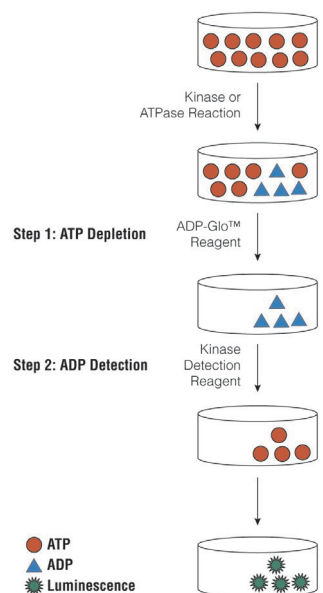 Kinase or
ATPase Reaction
Step 1: ATP Depletion
ADP-Glo™
Reagent
Step 2: ADP Detection
Kinase
Detection
Reagent
ATP
ADP
Luminescence